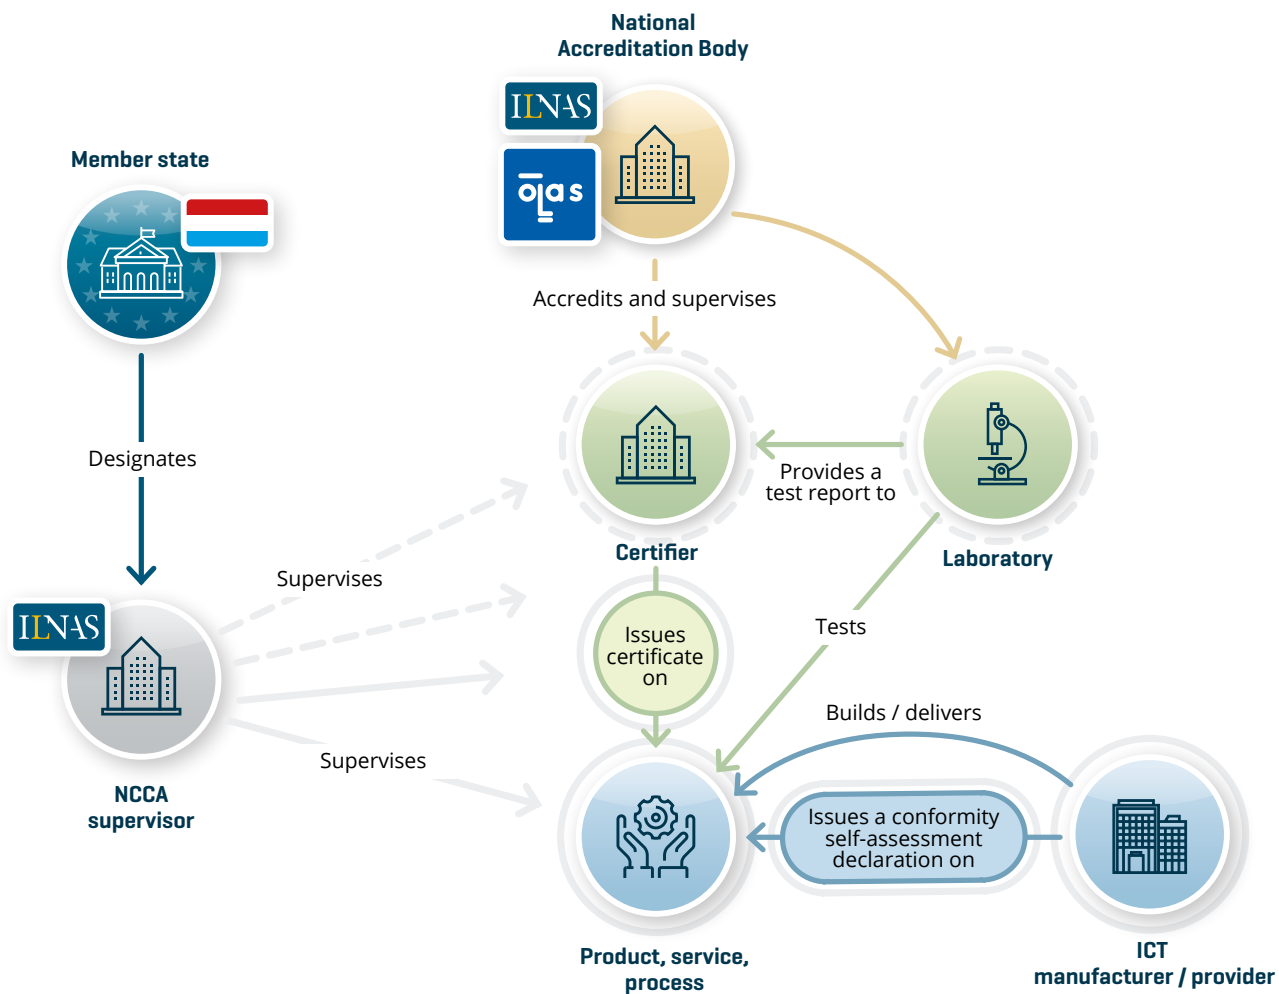 National
Accreditation Body
ILNAS
Member state
olas
Accredits and supervises
Designates
Provides a
test report to
Certifier
Laboratory
Supervises
ILNAS
Issues
certificate
on
Tests
Builds / delivers
Supervises
NCCA
supervisor
Issues a conformity
self-assessment
declaration on
Product, service,
process
ICT
manufacturer / provider